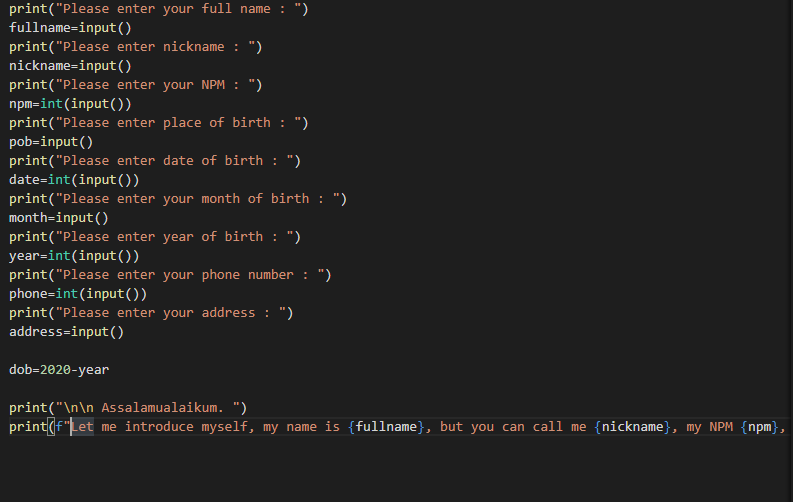 print("Please enter your full name : ")
fullname=input()
print("Please enter nickname : ")
nickname=input()
print("Please enter your NPM : ")
npm=int(input())
print("Please enter place of birth : ")
pob=input()
print("Please enter date of birth : ")
date=int(input())
print("Please enter your month of birth : ")
month=input()
print("Please enter year of birth : ")
year=int(input())
print("Please enter your phone number : ")
phone=int(input())
print("Please enter your address : ")
address=input()
dob=2020-year
print("\n\n Assalamualaikum. ")
print(f"Let me introduce myself, my name is {fullname}, but you can call me {nickname}, my NPM {npm},